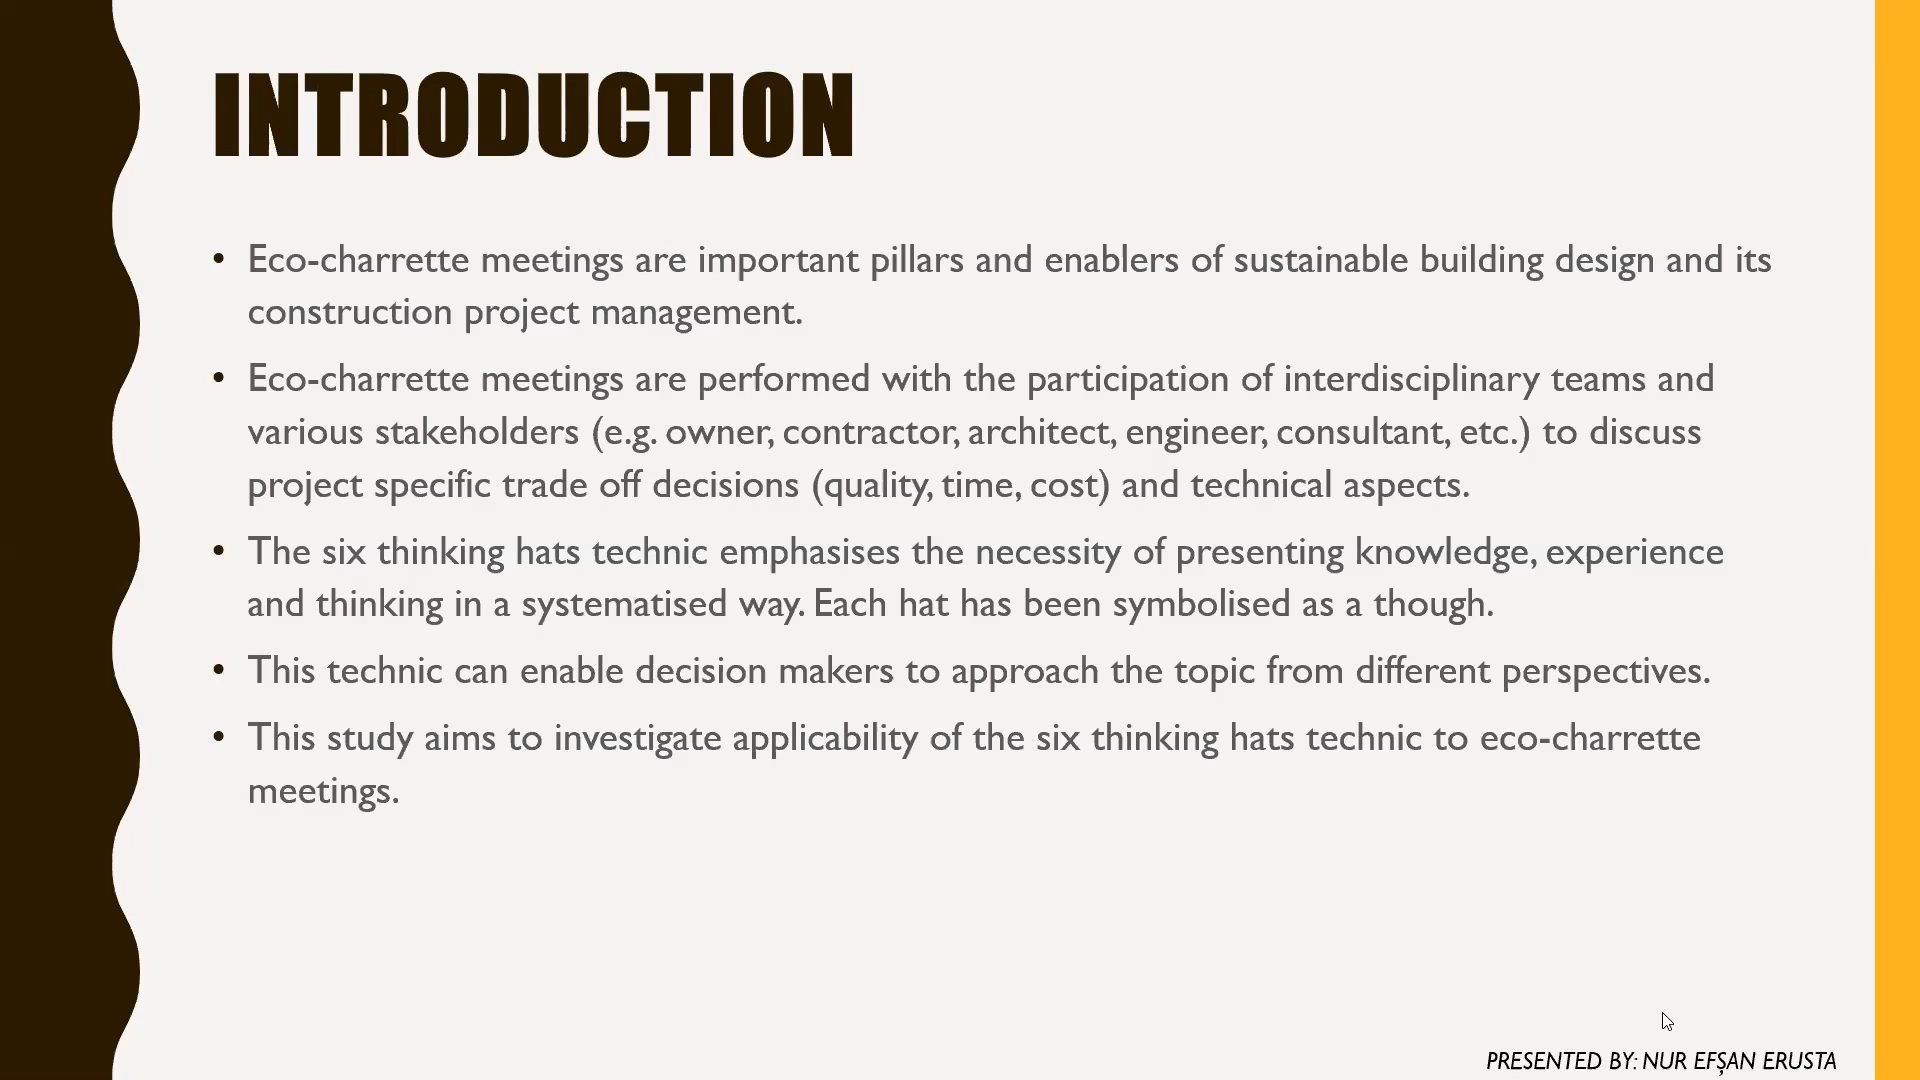 INTRODUCTION
• Eco-charrette meetings are important pillars and enablers of sustainable building design and its
construction project management.
• Eco-charrette meetings are performed with the participation of interdisciplinary teams and
various stakeholders (e.g. owner, contractor, architect, engineer, consultant, etc.) to discuss
project specific trade off decisions (quality, time, cost) and technical aspects.
• The six thinking hats technic emphasises the necessity of presenting knowledge, experience
and thinking in a systematised way. Each hat has been symbolised as a though.
• This technic can enable decision makers to approach the topic from different perspectives.
• This study aims to investigate applicability of the six thinking hats technic to eco-charrette
meetings.
PRESENTED BY: NUR EFŞAN ERUSTA